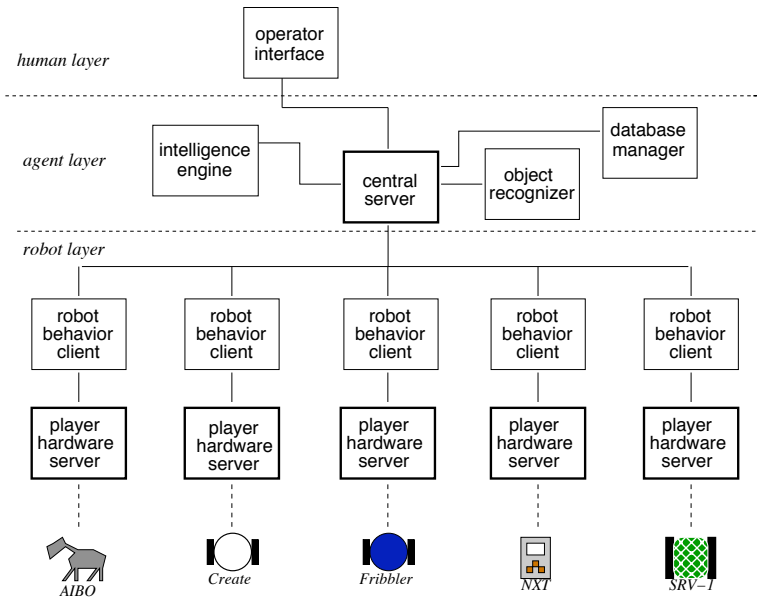 operator
interface
human layer
intelligence
engine
agent layer
central
server
object
recognizer
database
manager
robot layer
robot
behavior
client
robot
behavior
client
robot
behavior
client
robot
behavior
client
robot
behavior
client
player
hardware
server
player
hardware
server
player
hardware
server
player
hardware
server
player
hardware
server
AIBO
Create
Fribbler
NXT
SRV−1